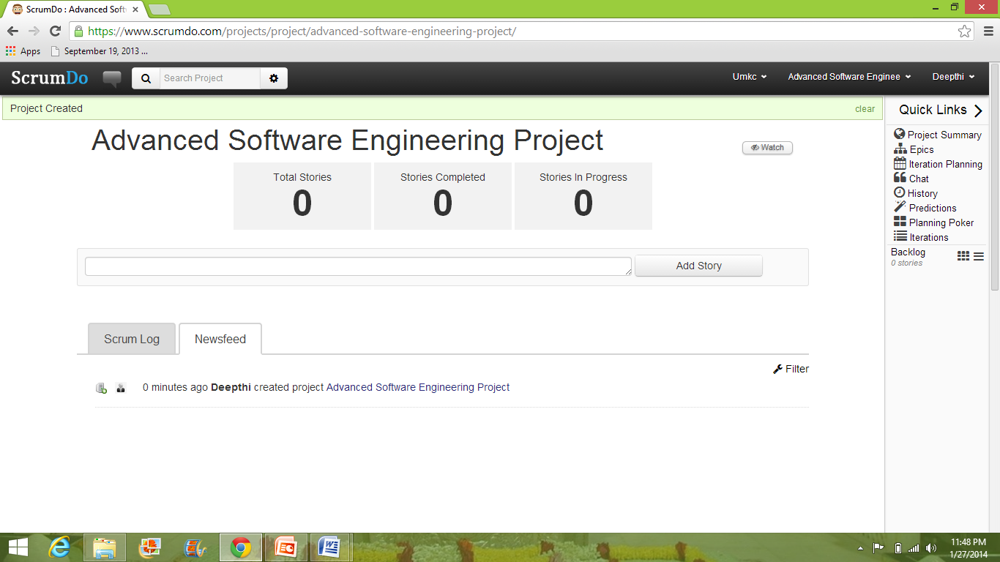 ScrumDo : Advanced Soft
https://www.scrumdo.com/projects/project/advanced-software-engineering-project/
Apps September 19, 2013 ...
ScrumDo Search Project Umkc Advanced Software Enginee Deepthi
Project Created clear
Quick Links
Advanced Software Engineering Project
Watch
Total Stories Stories Completed Stories In Progress
0 0 0
Add Story
Project Summary
Epics
Iteration Planning
Chat
History
Predictions
Planning Poker
Iterations
Backlog
0 stories
Scrum Log Newsfeed
Filter
0 minutes ago Deepthi created project Advanced Software Engineering Project
11:48 PM
1/27/2014